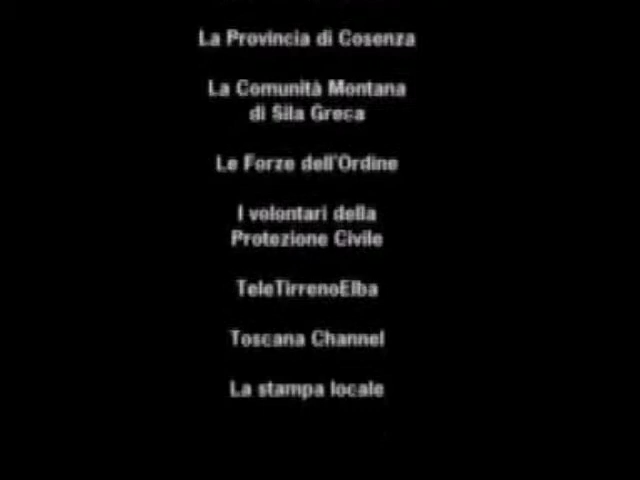 La Provincia di Cosenza
La Comunità Montana
di Sila Greca
Le Forze dell'Ordine
I volontari della
Protezione Civile
TeleTirrenoElba
Toscana Channel
La stampa locale